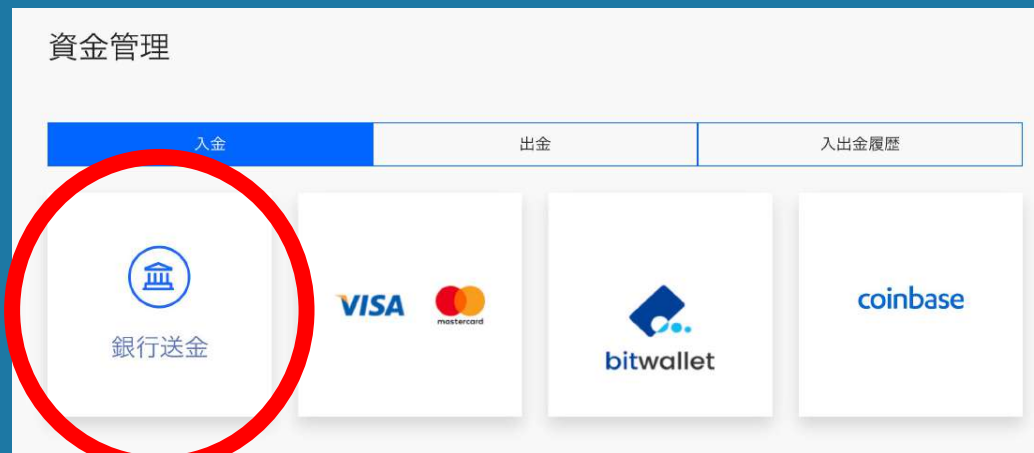 資金管理
入金
出金
入出金履歴
銀行送金
VISA
mastercard
bitwallet
coinbase